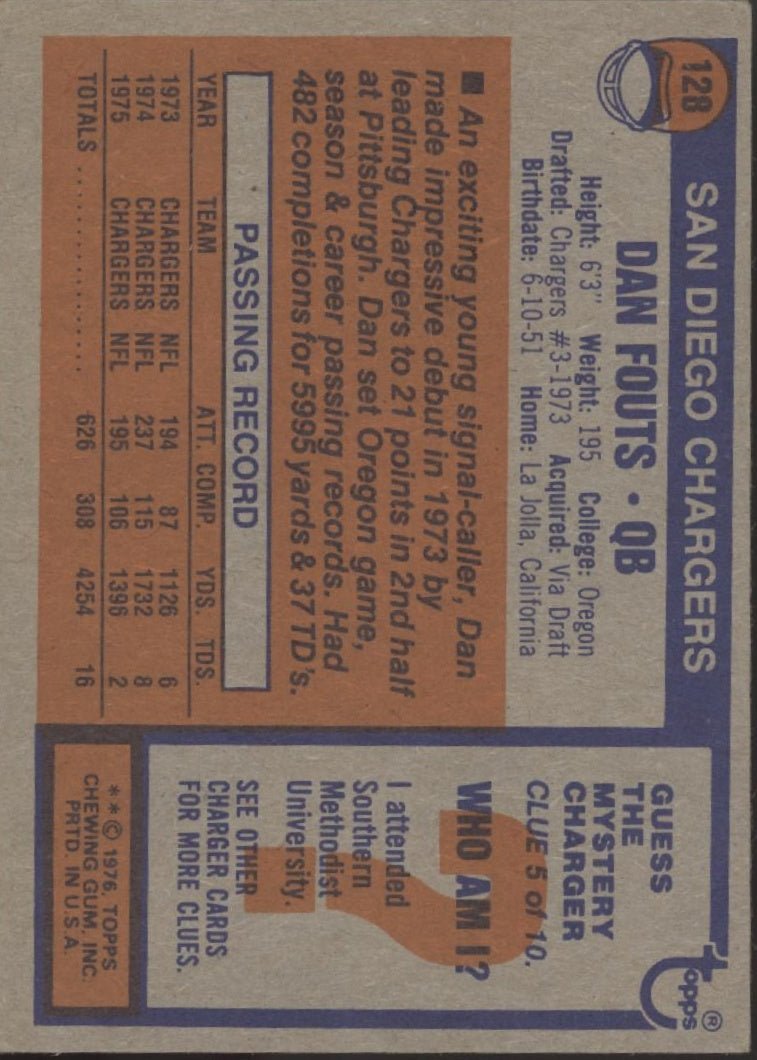 128
SAN DIEGO CHARGERS
DAN FOUTS • QB
Height: 6'3" Weight: 195 College: Oregon
Drafted: Chargers #3-1973 Acquired: Via Draft
Birthdate: 6-10-51 Home: La Jolla, California
■ An exciting young signal-caller, Dan
made impressive debut in 1973 by
leading Chargers to 21 points in 2nd half
at Pittsburgh. Dan set Oregon game,
season & career passing records. Had
482 completions for 5995 yards & 37 TD's.
PASSING RECORD
YEAR TEAM ATT. COMP. YDS. TDS.
1973 CHARGERS NFL 194 87 1126 6
1974 CHARGERS NFL 237 115 1732 8
1975 CHARGERS NFL 195 106 1396 2
TOTALS .................... 626 308 4254 16
topps®
GUESS
THE
MYSTERY
CHARGER
CLUE 5 of 10.
WHO AM I?
?
I attended
Southern
Methodist
University.
SEE OTHER
CHARGER CARDS
FOR MORE CLUES.
**© 1976, TOPPS
CHEWING GUM, INC.
PRTD. IN U.S.A.